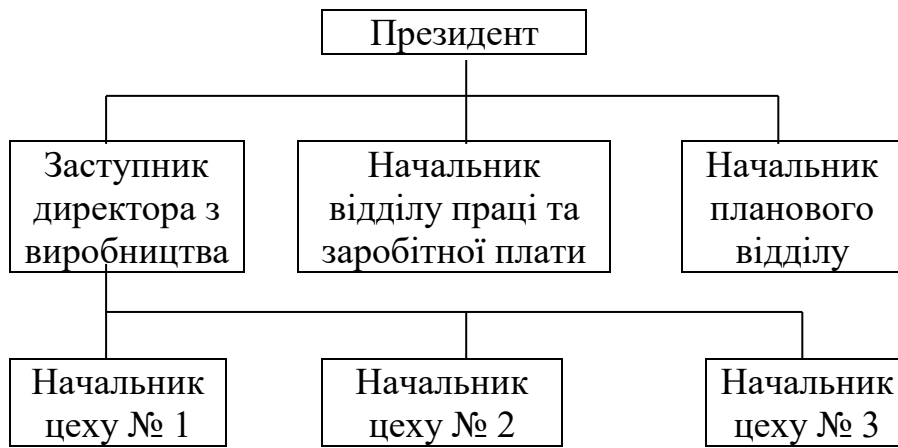 Президент
Заступник
директора з
виробництва
Начальник
відділу праці та
заробітної плати
Начальник
планового
відділу
Начальник
цеху № 1
Начальник
цеху № 2
Начальник
цеху № 3